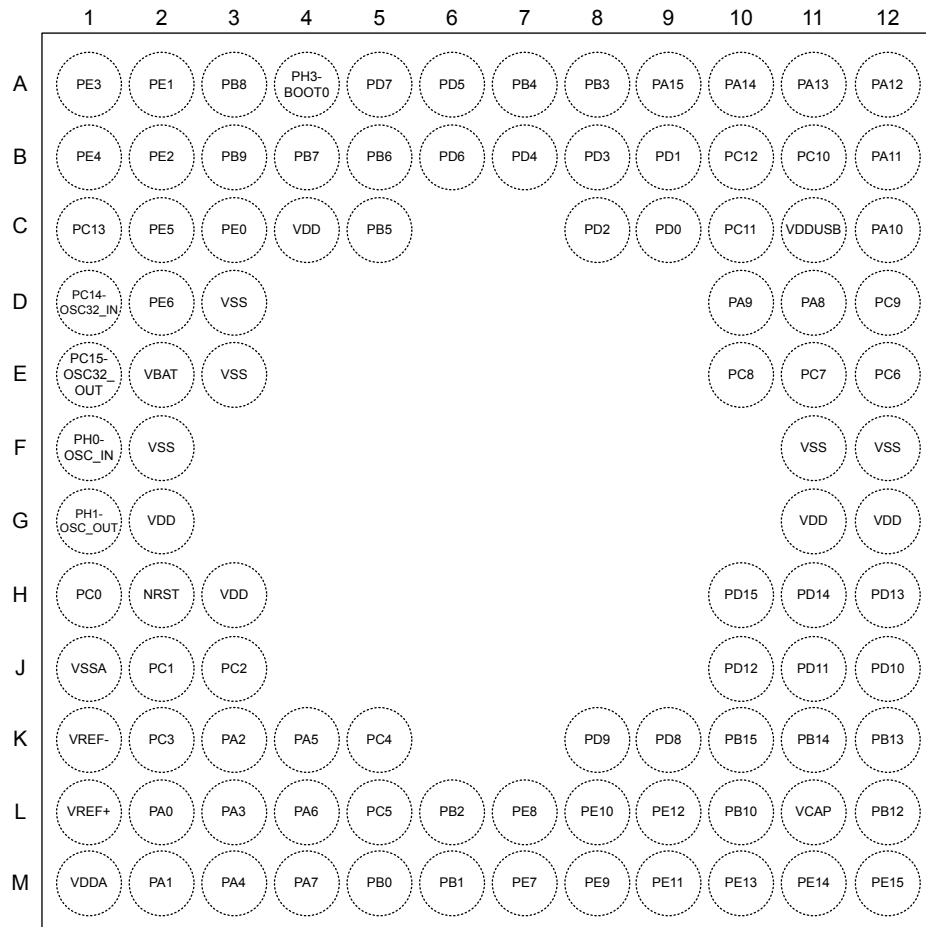 1 2 3 4 5 6 7 8 9 10 11 12
A PE3 PE1 PB8 PH3- BOOT0 PD7 PD5 PB4 PB3 PA15 PA14 PA13 PA12
B PE4 PE2 PB9 PB7 PB6 PD6 PD4 PD3 PD1 PC12 PC10 PA11
C PC13 PE5 PE0 VDD PB5 PD2 PD0 PC11 VDDUSB PA10
D PC14- OSC32_IN PE6 VSS PA9 PA8 PC9
E PC15- OSC32_ OUT VBAT VSS PC8 PC7 PC6
F PH0- OSC_IN VSS VSS VSS
G PH1- OSC_OUT VDD VDD VDD
H PC0 NRST VDD PD15 PD14 PD13
J VSSA PC1 PC2 PD12 PD11 PD10
K VREF- PC3 PA2 PA5 PC4 PD9 PD8 PB15 PB14 PB13
L VREF+ PA0 PA3 PA6 PC5 PB2 PE8 PE10 PE12 PB10 VCAP PB12
M VDDA PA1 PA4 PA7 PB0 PB1 PE7 PE9 PE11 PE13 PE14 PE15